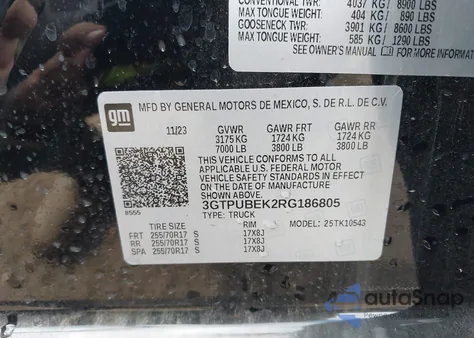 CONVENTIONAL TWR: 4037 KG/ 8900 LBS
MAX TONGUE WEIGHT: 404 KG / 890 LBS
GOOSENECK TWR: 3901 KG/ 8600 LBS
MAX TONGUE WEIGHT: 585 KG / 1290 LBS
SEE OWNER'S MANUAL FOR MORE INFORMATION
gm
MFD BY GENERAL MOTORS DE MEXICO, S. DE R.L. DE C.V.
11/23 GVWR GAWR FRT GAWR RR
3175 KG 1724 KG 1724 KG
7000 LB 3800 LB 3800 LB
THIS VEHICLE CONFORMS TO ALL APPLICABLE
U.S. FEDERAL MOTOR VEHICLE SAFETY
STANDARDS IN EFFECT ON THE
DATE OF MANUFACTURE
SHOWN ABOVE.
3GTPUBEK2RG186805
TYPE: TRUCK MODEL: 25TK10543
8555
TIRE SIZE RIM
FRT 255/70R17 S 17X8J
RR 255/70R17 S 17X8J
SPA 255/70R17 S 17X8J
autoSnap